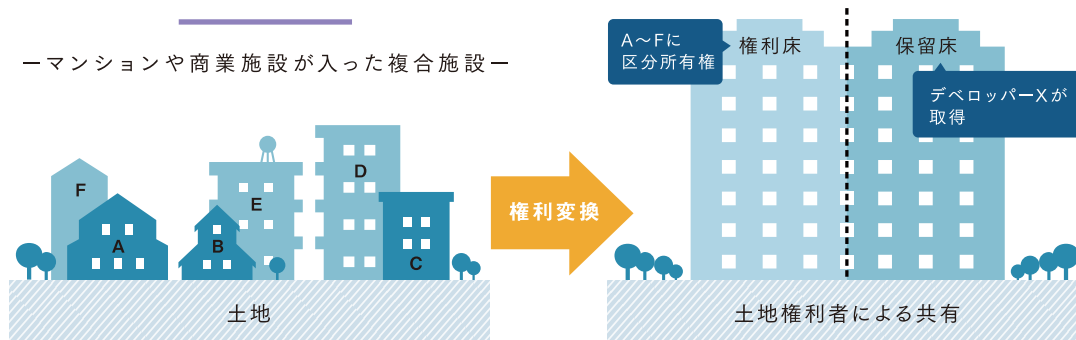 ーマンションや商業施設が入った複合施設ー
F
A
B
E
D
C
土地
権利変換
A〜Fに
区分所有権
権利床
保留床
デベロッパーXが
取得
土地権利者による共有